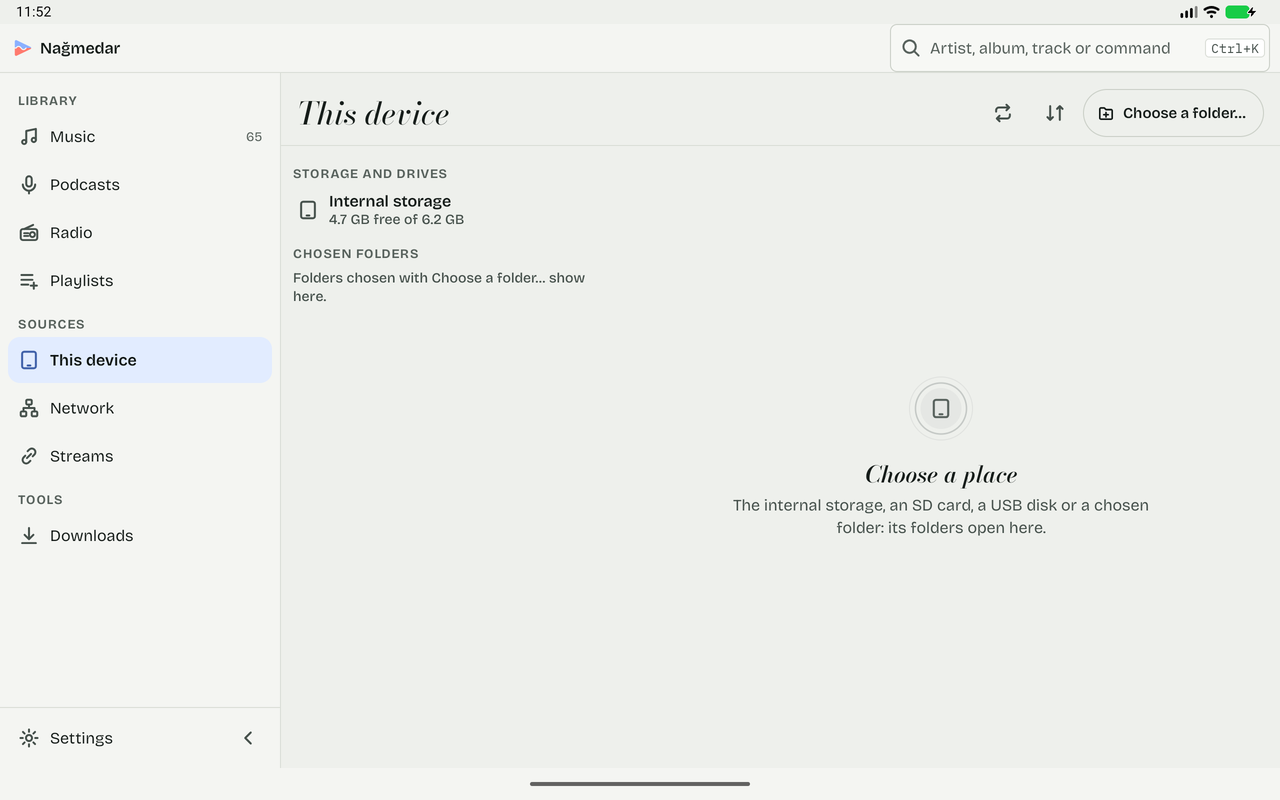 11:52
Nağmedar
Artist, album, track or command
Ctrl+K
LIBRARY
Music
65
Podcasts
Radio
Playlists
SOURCES
This device
Network
Streams
TOOLS
Downloads
Settings
This device
Choose a folder...
STORAGE AND DRIVES
Internal storage
4.7 GB free of 6.2 GB
CHOSEN FOLDERS
Folders chosen with Choose a folder... show
here.
Choose a place
The internal storage, an SD card, a USB disk or a chosen
folder: its folders open here.